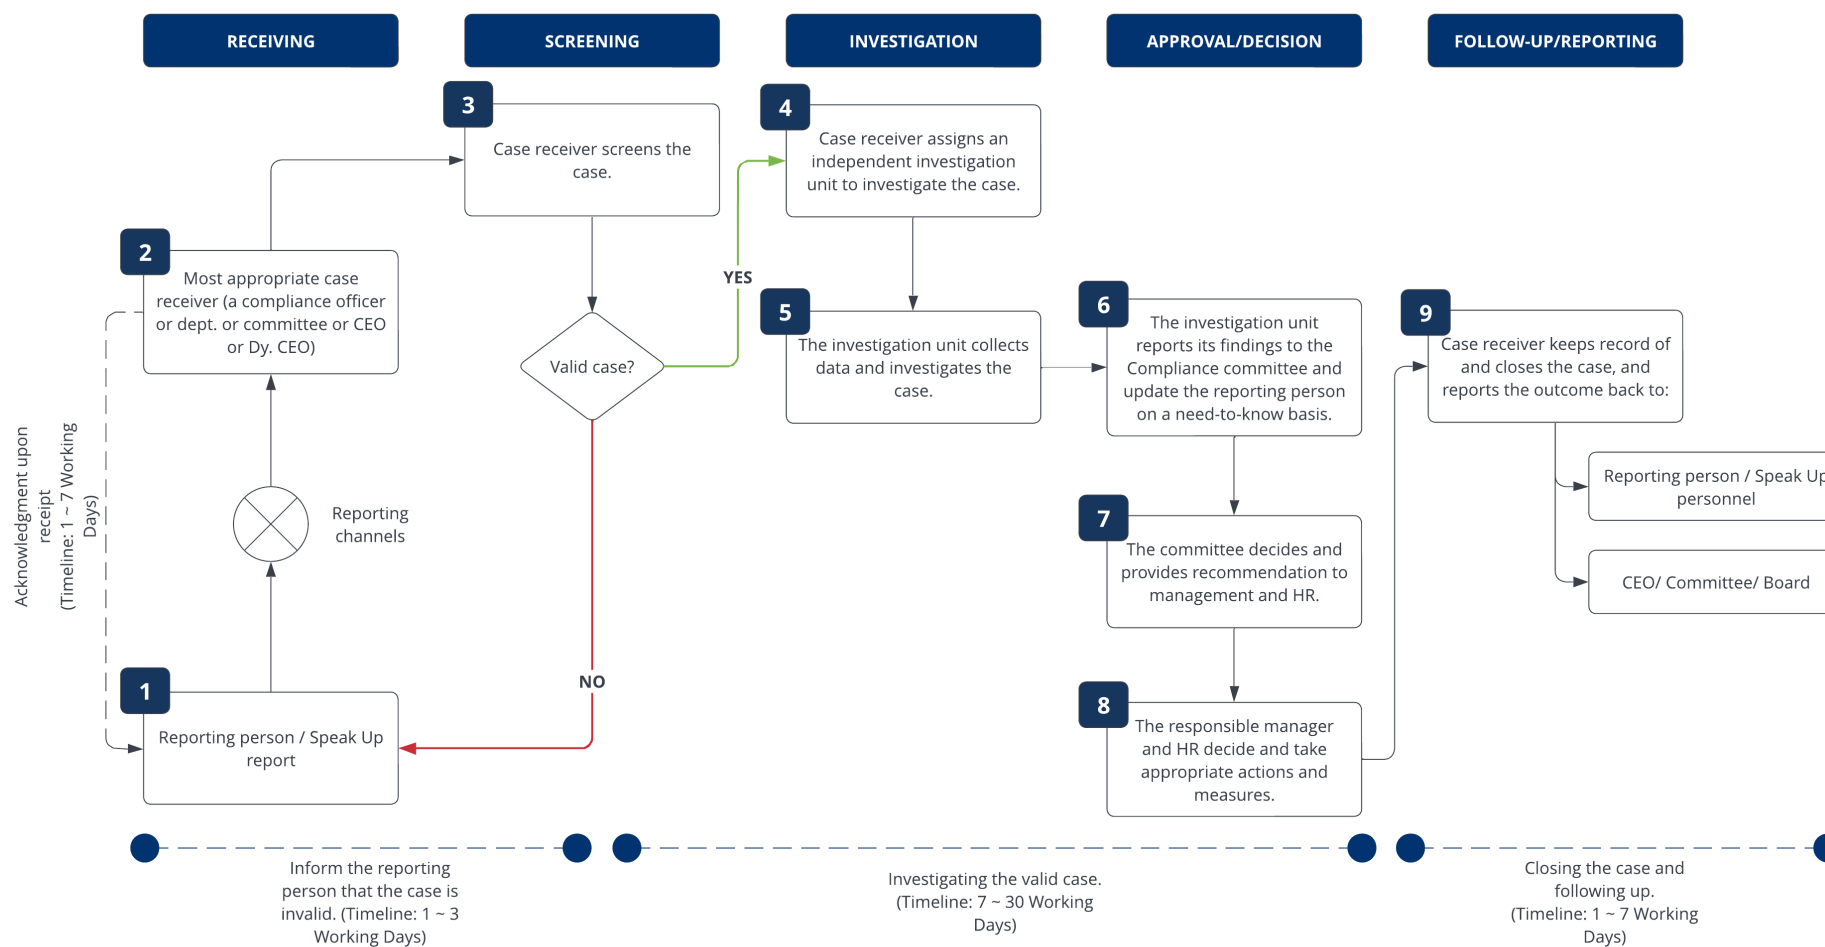 RECEIVING
SCREENING
INVESTIGATION
APPROVAL/DECISION
FOLLOW-UP/REPORTING
3
Case receiver screens the
case.
4
Case receiver assigns an
independent investigation
unit to investigate the case.
2
Most appropriate case
receiver (a compliance officer
or dept. or committee or CEO
or Dy. CEO)
YES
Valid case?
5
The investigation unit collects
data and investigates the
case.
6
The investigation unit
reports its findings to the
Compliance committee and
update the reporting person
on a need-to-know basis.
9
Case receiver keeps record of
and closes the case, and
reports the outcome back to:
Reporting person / Speak Up
personnel
CEO/ Committee/ Board
Acknowledgment upon
receipt
(Timeline: 1 ~ 7 Working
Days)
Reporting
channels
7
The committee decides and
provides recommendation to
management and HR.
NO
1
Reporting person / Speak Up
report
8
The responsible manager
and HR decide and take
appropriate actions and
measures.
Inform the reporting
person that the case is
invalid. (Timeline: 1 ~ 3
Working Days)
Investigating the valid case.
(Timeline: 7 ~ 30 Working
Days)
Closing the case and
following up.
(Timeline: 1 ~ 7 Working
Days)